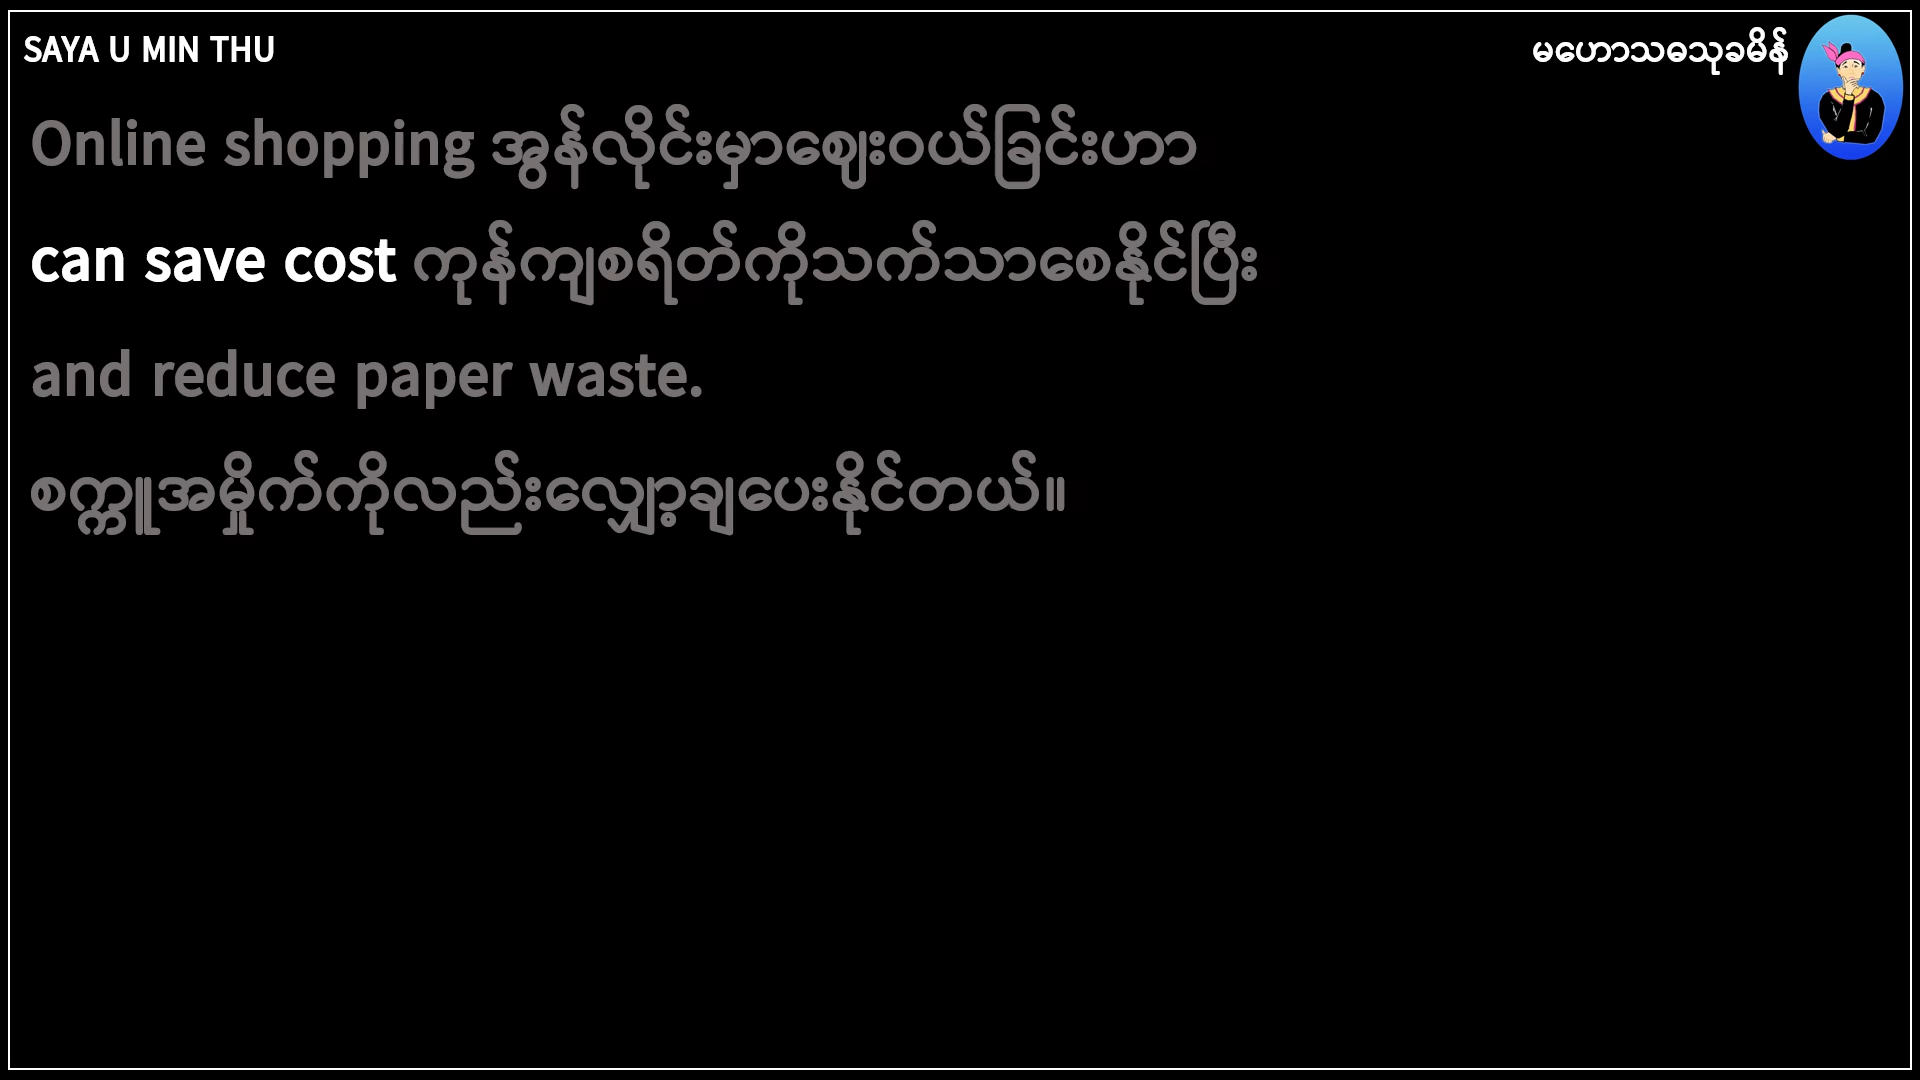 SAYA U MIN THU
မဟောသဓသုခမိန်
Online shopping အွန်လိုင်းမှာဈေးဝယ်ခြင်းဟာ
can save cost ကုန်ကျစရိတ်ကိုသက်သာစေနိုင်ပြီး
and reduce paper waste.
စက္ကူအမှိုက်ကိုလည်းလျှော့ချပေးနိုင်တယ်။